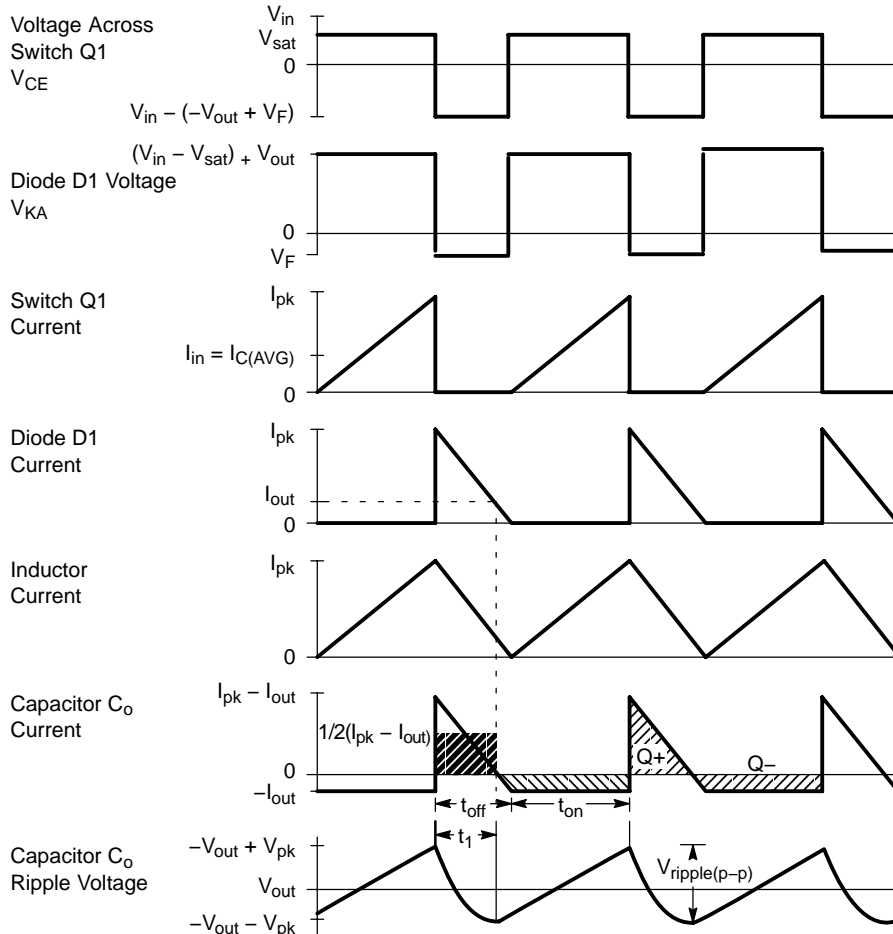 Voltage Across
Switch Q1
VCE
Vin
Vsat
0
Vin − (−Vout + VF)
Diode D1 Voltage
VKA
(Vin − Vsat) + Vout
0
VF
Switch Q1
Current
Ipk
Iin = IC(AVG)
0
Diode D1
Current
Ipk
Iout
0
Inductor
Current
Ipk
0
Capacitor Co
Current
Ipk − Iout
1/2(Ipk − Iout)
0
−Iout
Q+
Q−
toff
ton
t1
Capacitor Co
Ripple Voltage
−Vout + Vpk
Vout
−Vout − Vpk
Vripple(p−p)